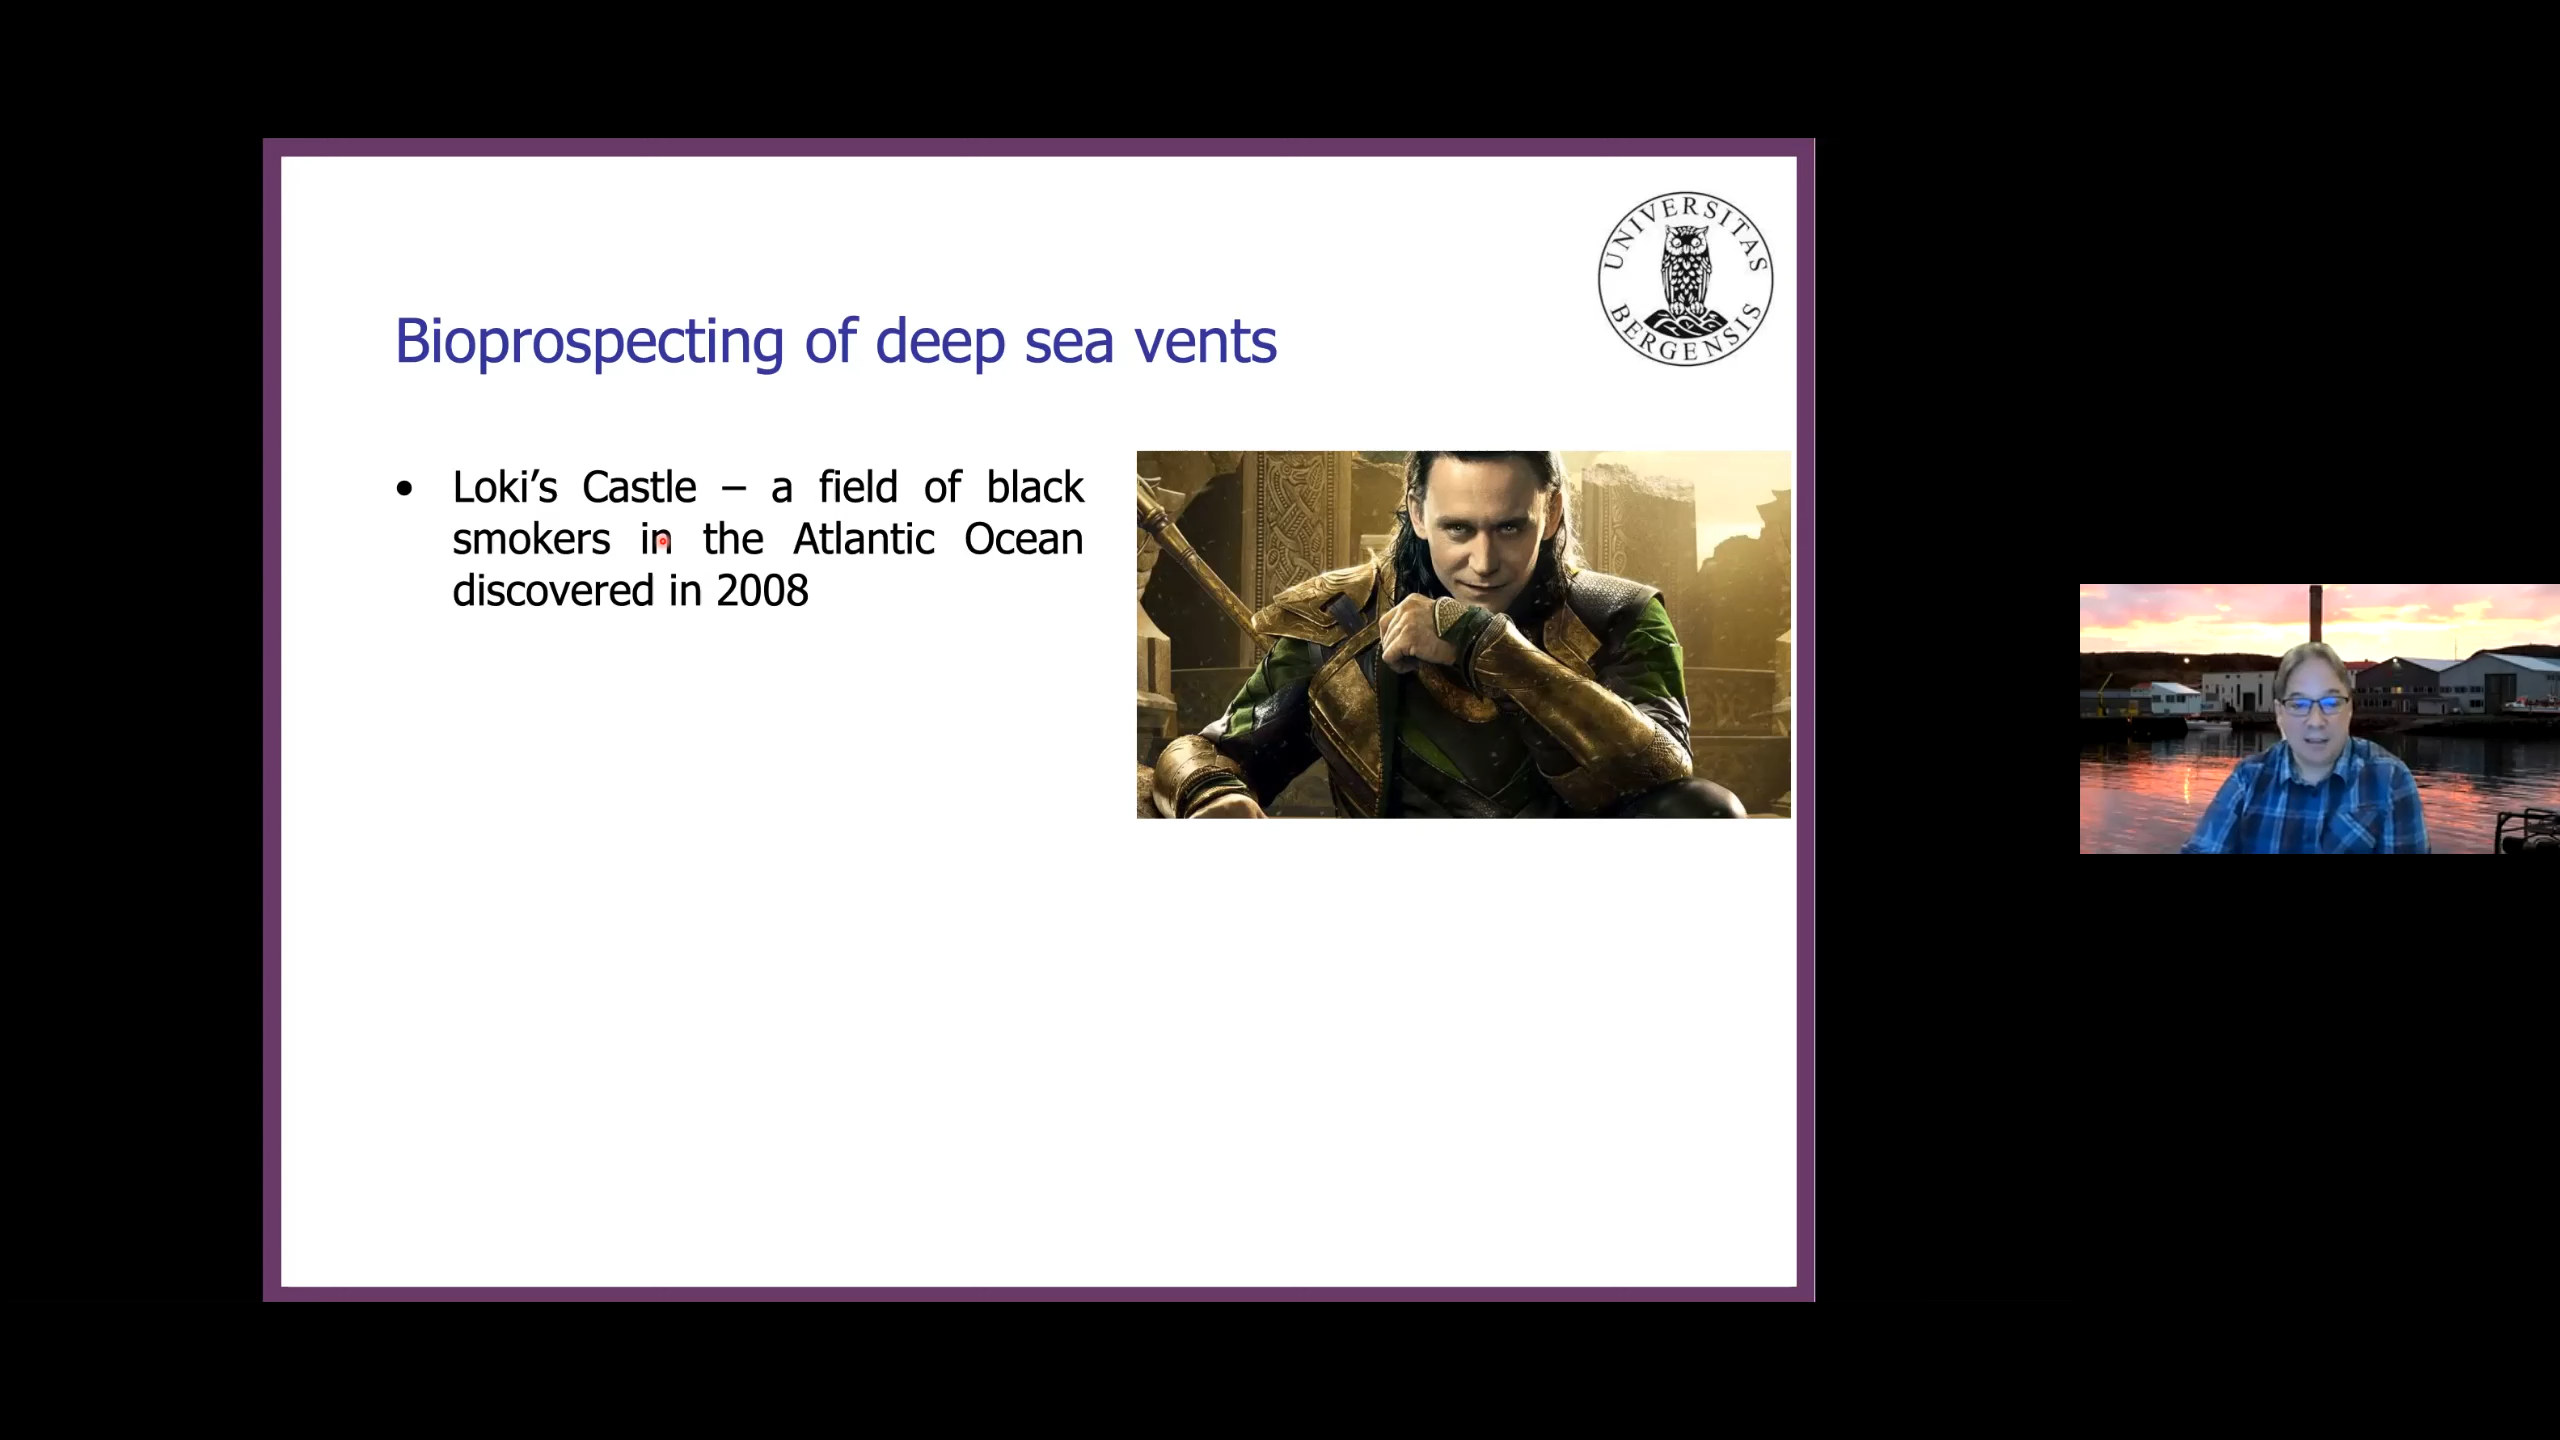 UNIVERSITAS
BERGENSIS
Bioprospecting of deep sea vents
• Loki’s Castle – a field of black
smokers in the Atlantic Ocean
discovered in 2008